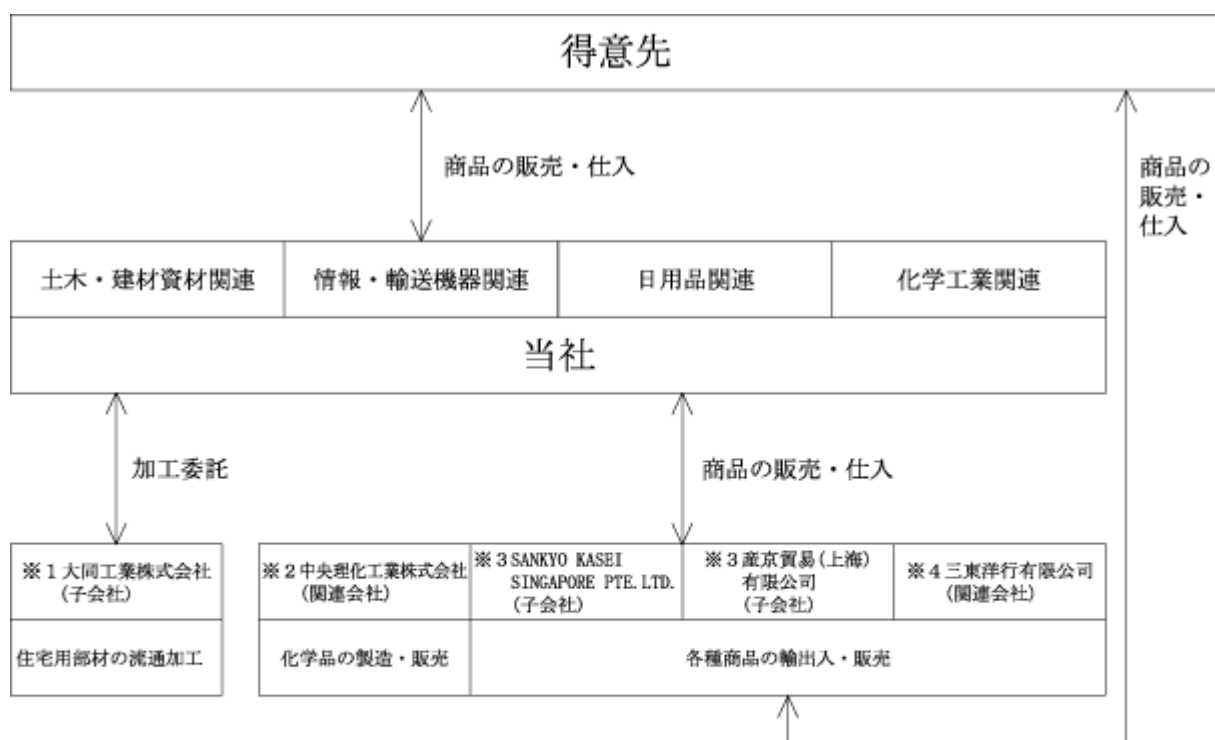 得意先
商品の販売・仕入
商品の
販売・
仕入
土木・建材資材関連
情報・輸送機器関連
日用品関連
化学工業関連
当社
加工委託
商品の販売・仕入
※1大同工業株式会社
(子会社)
※2中央理化工業株式会社
(関連会社)
※3SANKYO KASEI
SINGAPORE PTE.LTD.
(子会社)
※3産京貿易(上海)
有限公司
(子会社)
※4三東洋行有限公司
(関連会社)
住宅用部材の流通加工
化学品の製造・販売
各種商品の輸出入・販売